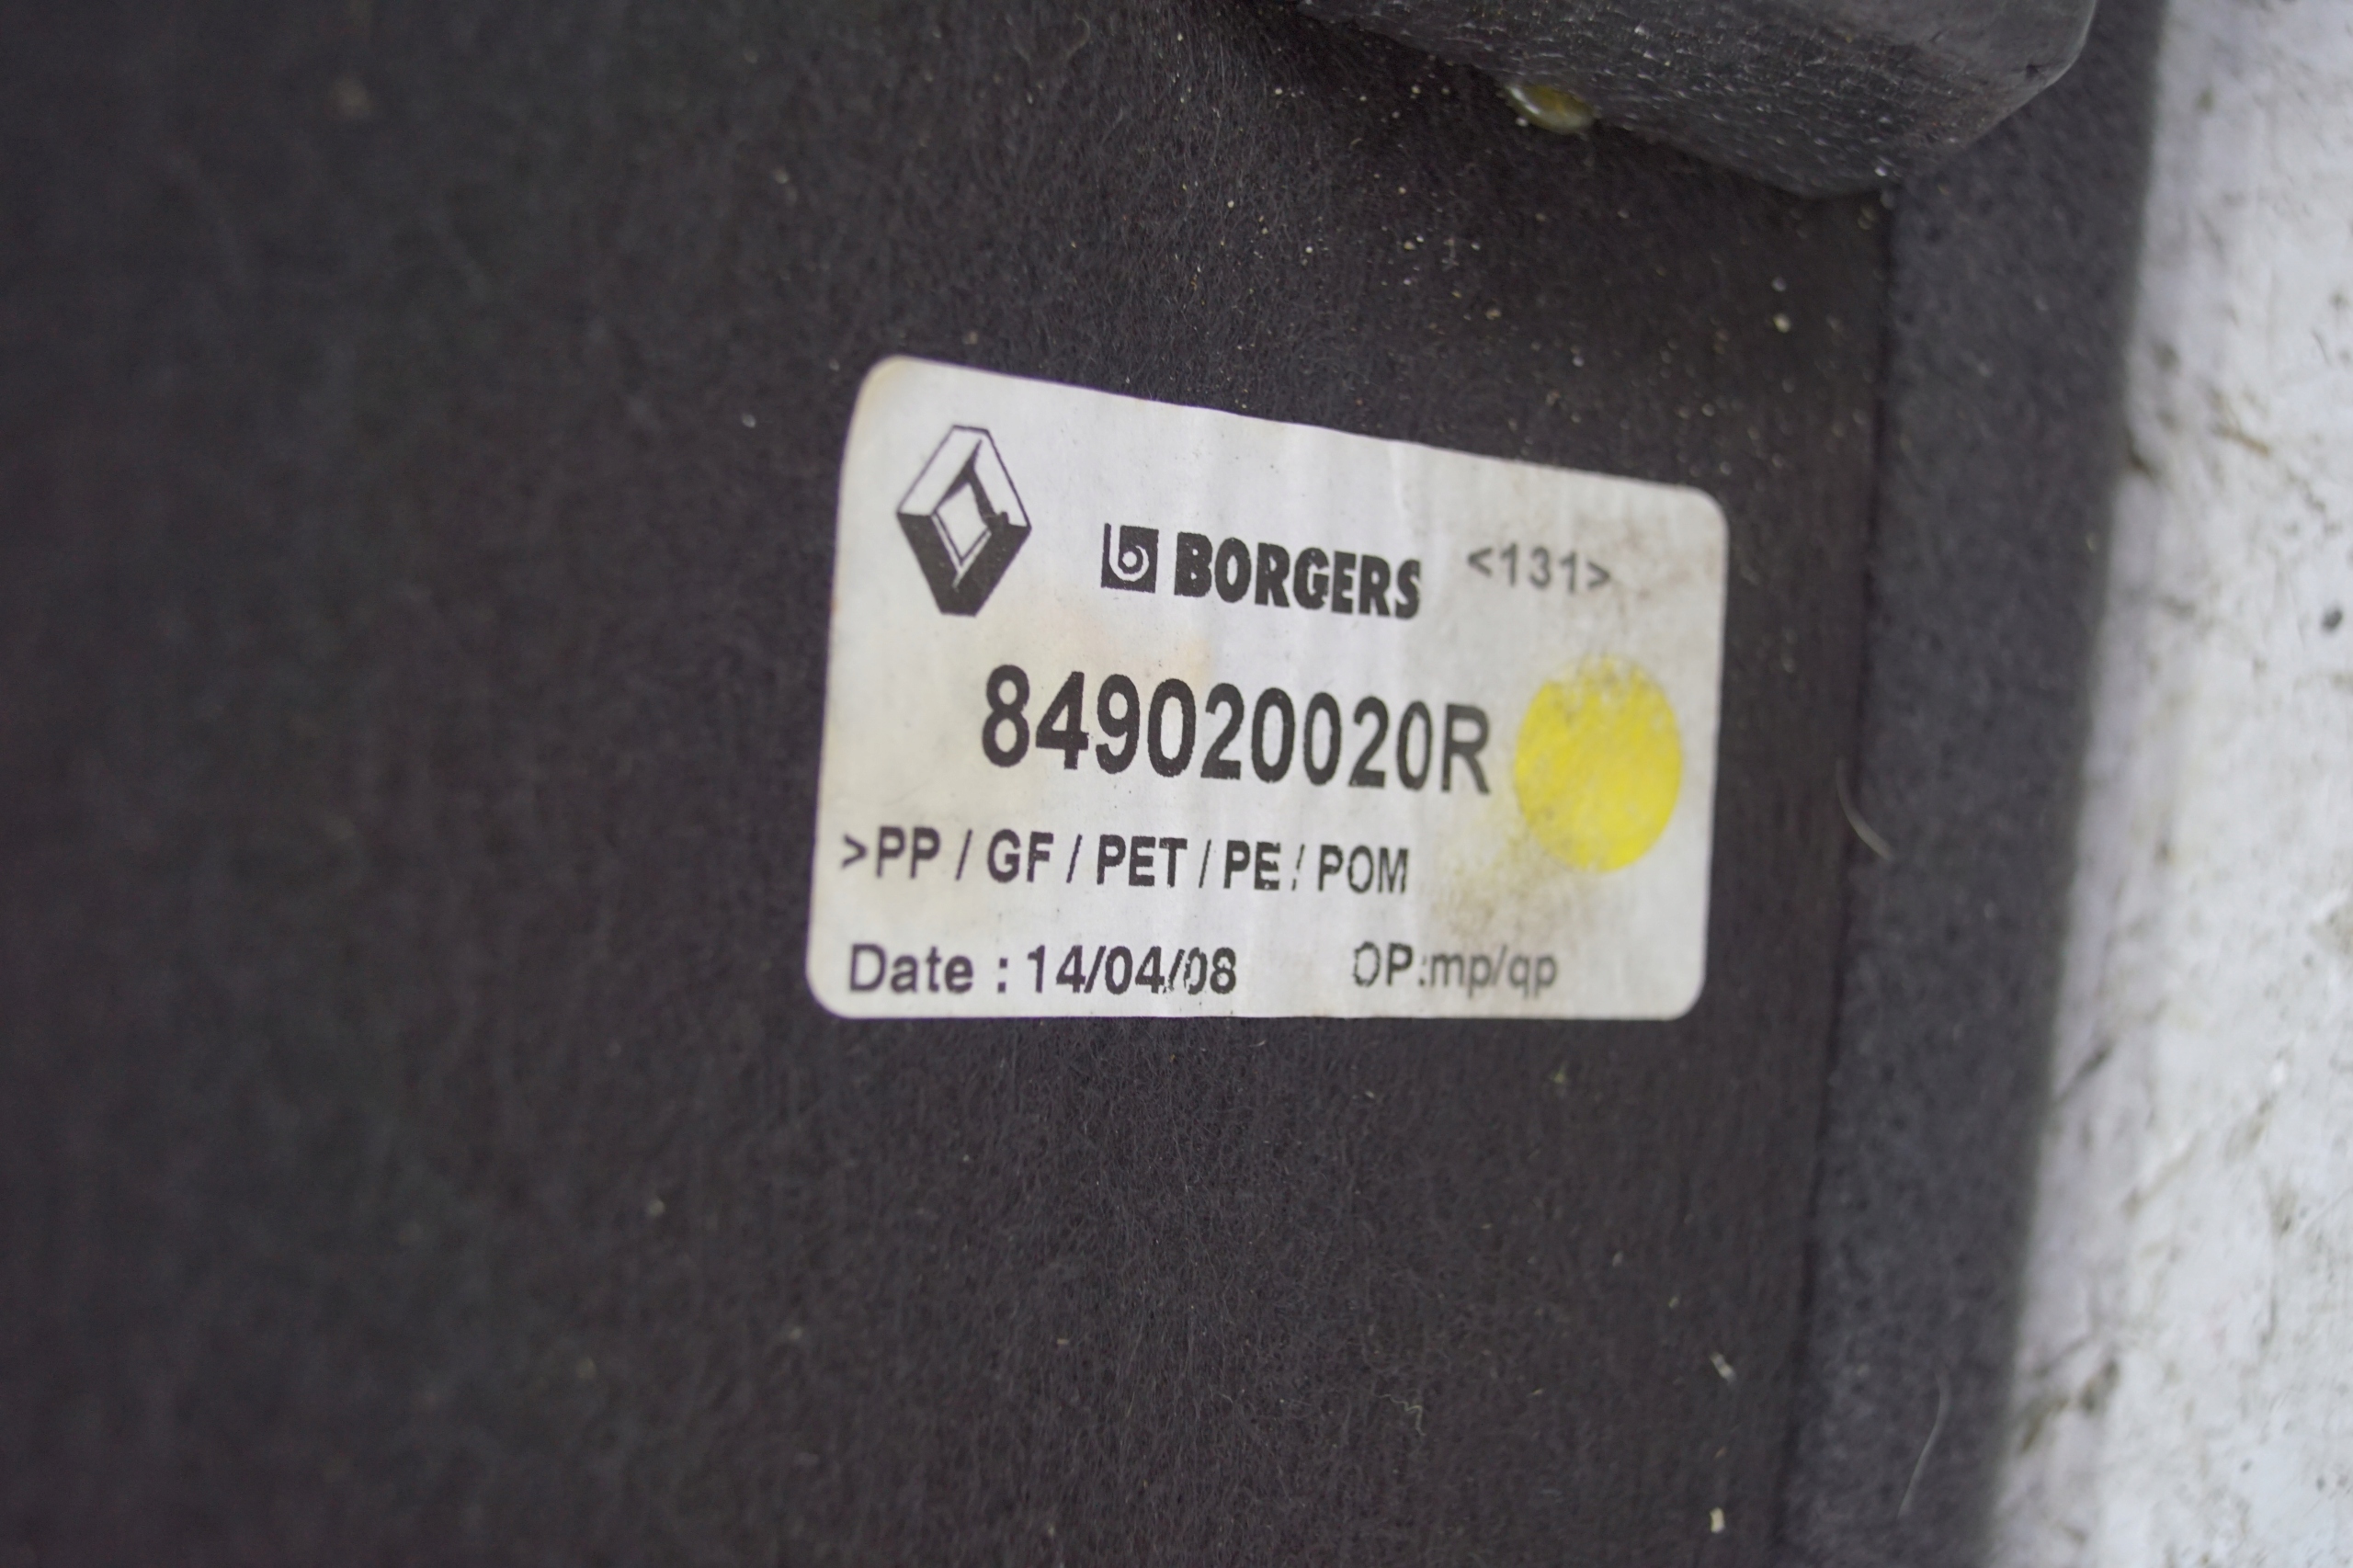 BORGERS <131>
849020020R
>PP / GF / PET / PE / POM
Date : 14/04/08 OP:mp/qp